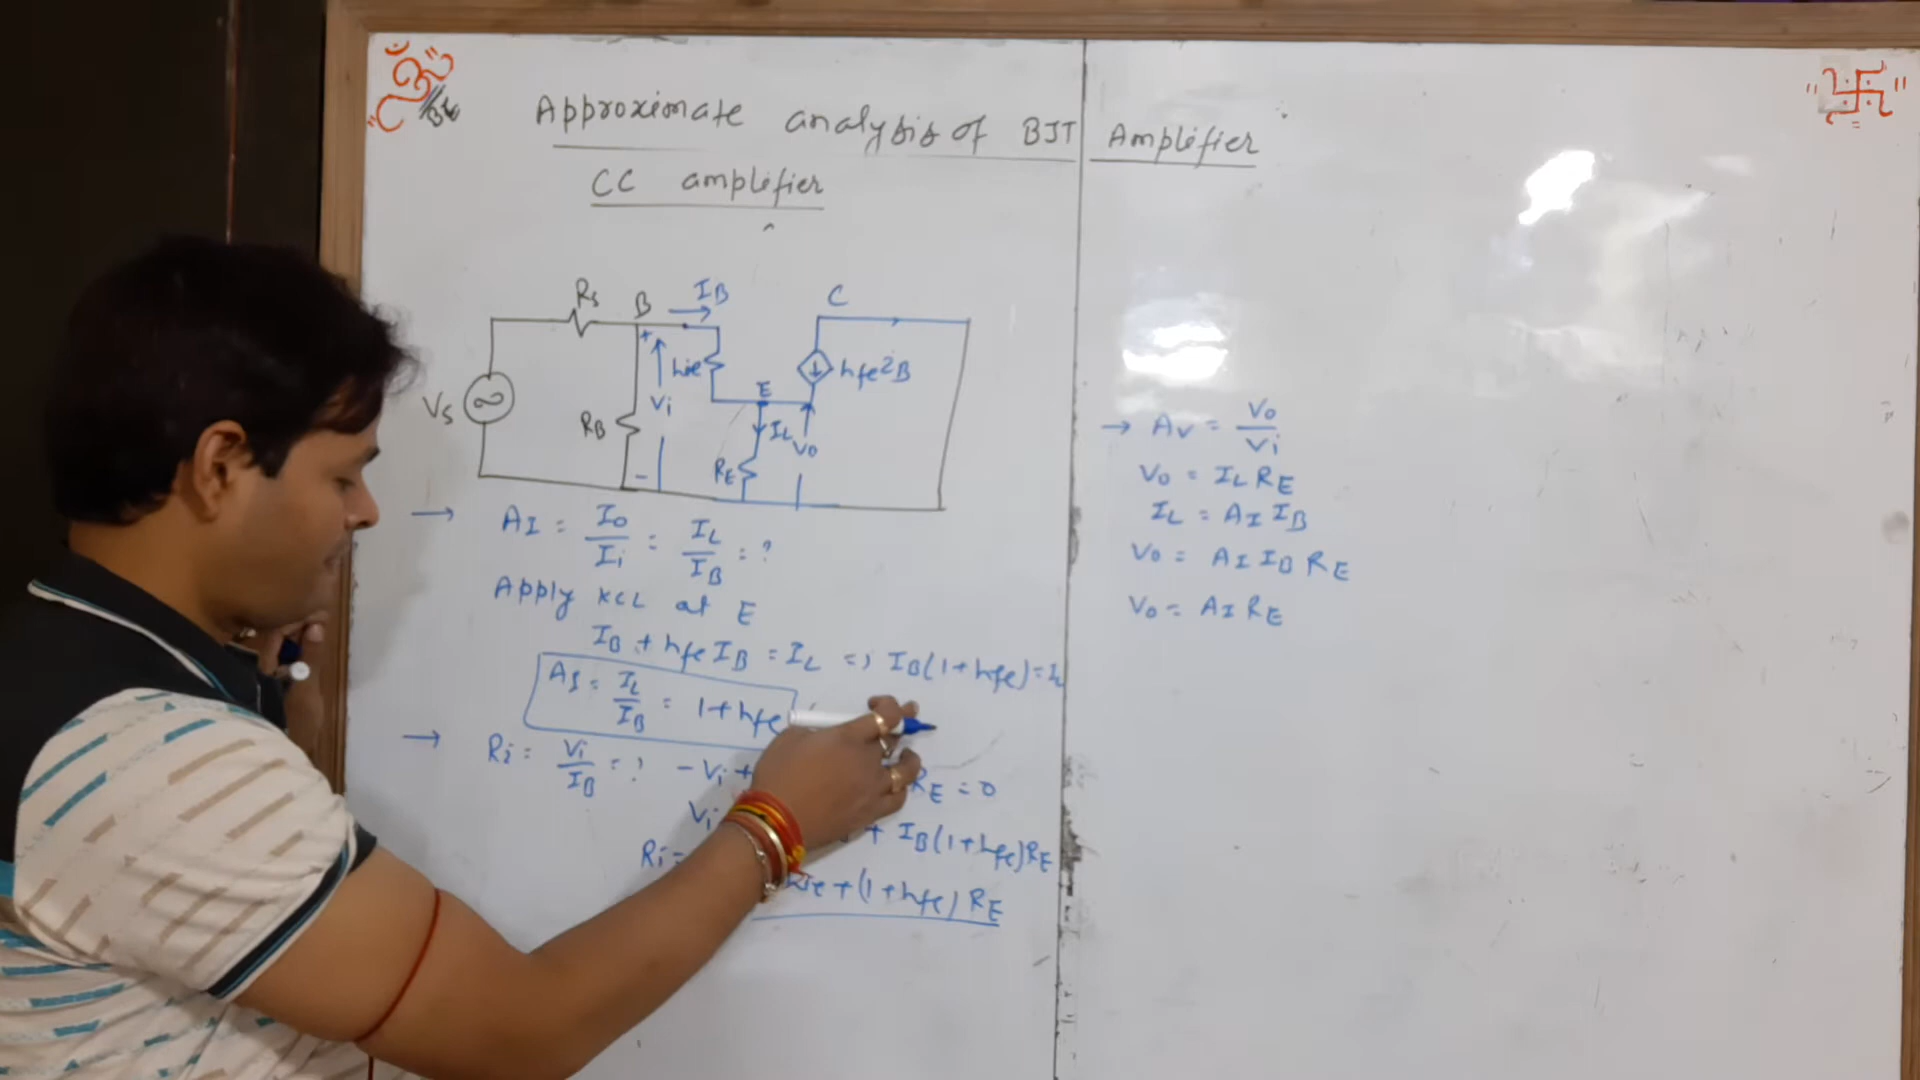 ॐ
Approximate analysis of BJT Amplifier
CC amplifier
Rs B IB C
+
hie hfeIB
Vs Vi E
RB IL Vo
RE
-
→ AI = Io/Ii = IL/IB = ?
Apply KCL at E
IB + hfe IB = IL => IB(1+hfe) = IL
AI = IL/IB = 1+hfe
→ Ri = Vi/IB = ? -Vi + RE = 0
Vi + IB(1+hfe)RE
Ri = hie + (1+hfe) RE
→ Av = Vo/Vi
Vo = IL RE
IL = AI IB
Vo = AI IB RE
Vo = AI RE